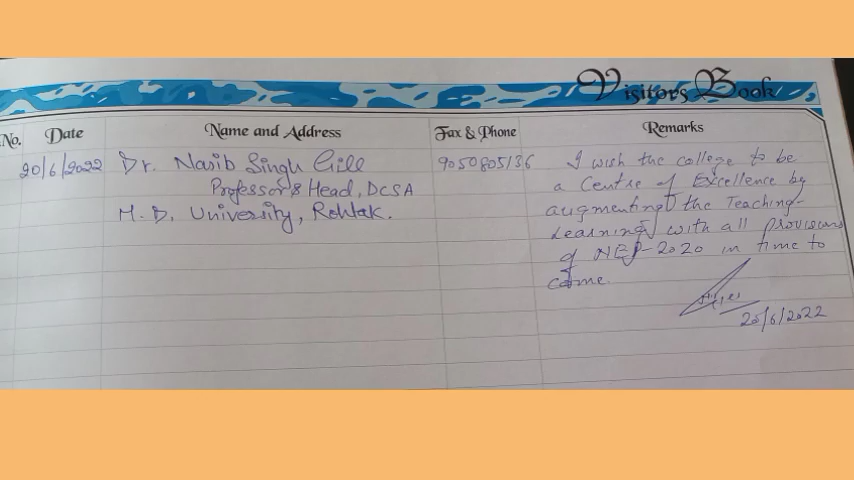 Visitors Book
No. Date Name and Address Fax & Phone Remarks
20/6/2022 Dr. Nasib Singh Gill 9050805136 I wish the college to be
Professor & Head, DCSA a Centre of Excellence by
M. D. University, Rohtak. augmenting the Teaching-
Learning with all provisions
of NEP-2020 in time to
come.
20/6/2022